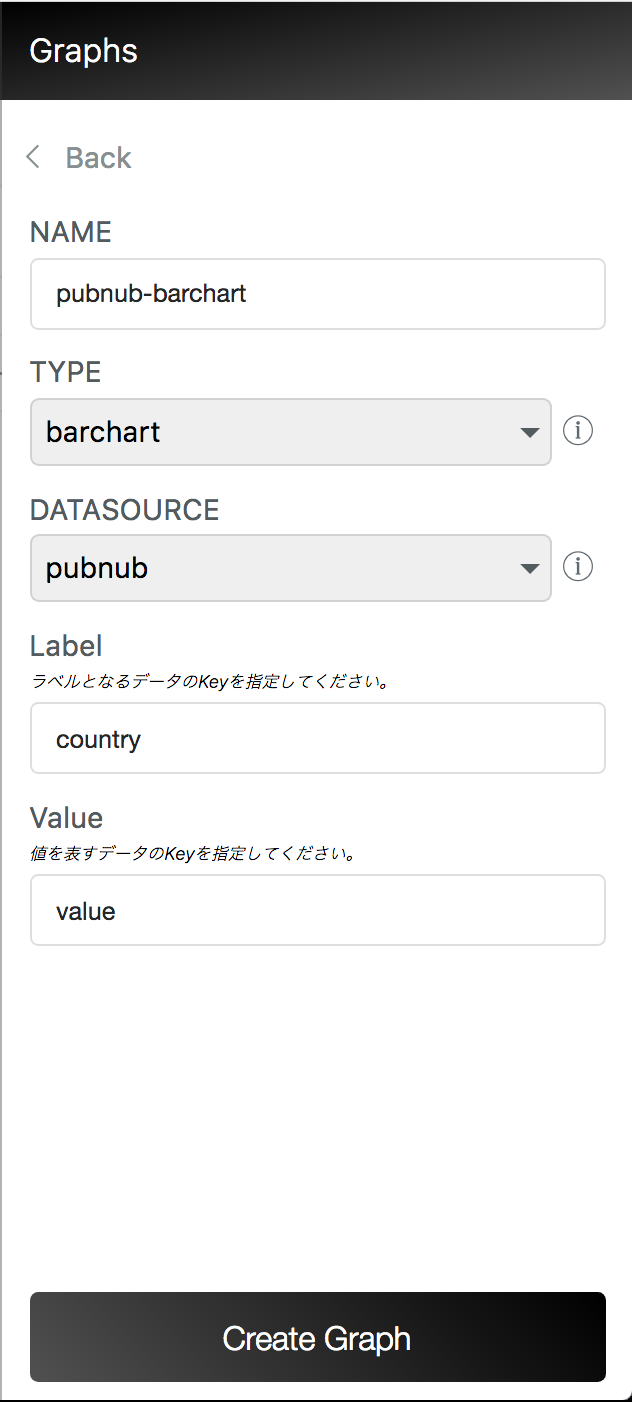 Graphs
Back
NAME
pubnub-barchart
TYPE
barchart
DATASOURCE
pubnub
Label
ラベルとなるデータのKeyを指定してください。
country
Value
値を表すデータのKeyを指定してください。
value
Create Graph